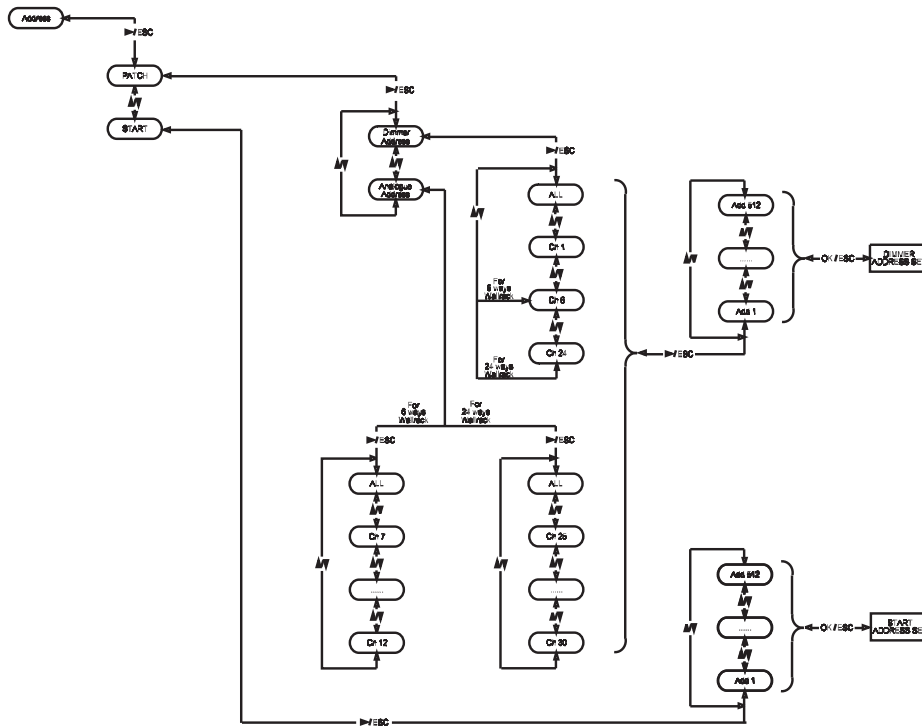 Address
►/ESC
PATCH
▲/▼
START
►/ESC
Dimmer
Address
▲/▼
▲/▼
Analogue
Address
►/ESC
ALL
▲/▼
▲/▼
Ch 1
▲/▼
For
6 ways
Wallrack
Ch 6
▲/▼
For
24 ways
Wallrack
Ch 24
Add 512
▲/▼
▲/▼
......
▲/▼
Add 1
OK / ESC
DIMMER
ADDRESS SET
►/ESC
For
6 ways
Wallrack
For
24 ways
Wallrack
►/ESC
ALL
▲/▼
Ch 7
▲/▼
▲/▼
......
▲/▼
Ch 12
►/ESC
ALL
▲/▼
Ch 25
▲/▼
▲/▼
......
▲/▼
Ch 30
Add 512
▲/▼
▲/▼
......
▲/▼
Add 1
OK / ESC
START
ADDRESS SET
►/ESC